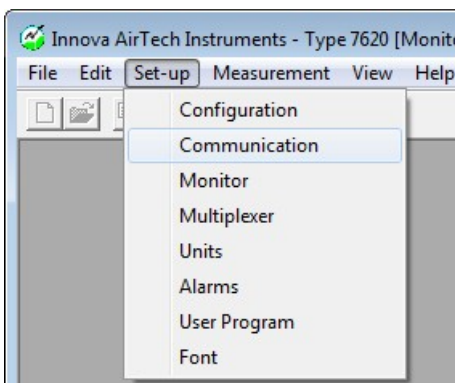 Innova AirTech Instruments - Type 7620 [Monito
File Edit Set-up Measurement View Help
Configuration
Communication
Monitor
Multiplexer
Units
Alarms
User Program
Font